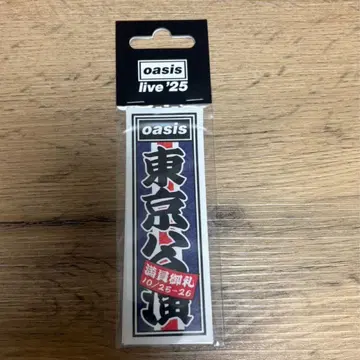 oasis
live '25
oasis
東京公演
満員御礼
10/25-26